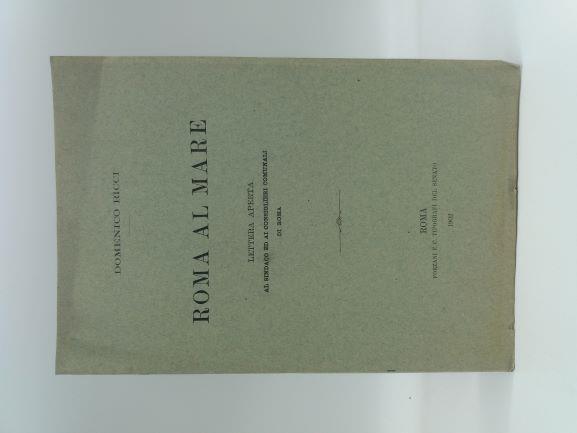 DOMENICO RICCI
ROMA AL MARE
LETTERA APERTA
AL SINDACO ED AI CONSIGLIERI COMUNALI
DI ROMA
ROMA
FORZANI E C. TIPOGRAFI DEL SENATO
1902